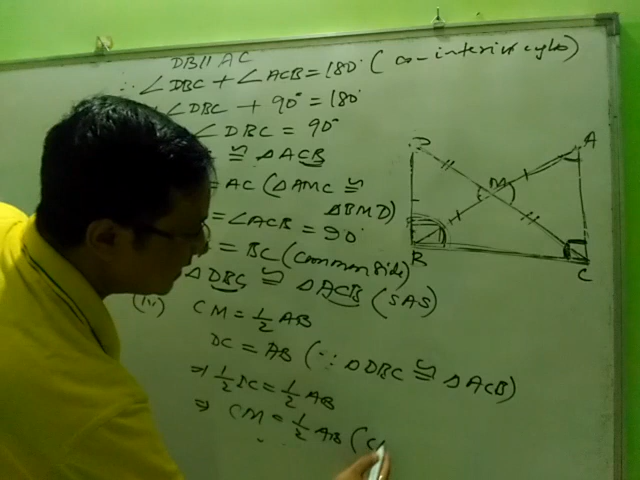 DB || AC
∴ ∠DBC + ∠ACB = 180° (co-interior
∠DBC + 90° = 180°
∠DBC = 90°
≅ ΔACB
= AC (ΔAMC ≅
ΔBMD)
= ∠ACB = 90°
= BC (common side)
ΔDBC ≅ ΔACB (SAS)
(iv) CM = 1/2 AB
DC = AB (∵ ΔDBC ≅ ΔACB)
⇒ 1/2 DC = 1/2 AB
⇒ CM = 1/2 AB (
D
A
M
B
C